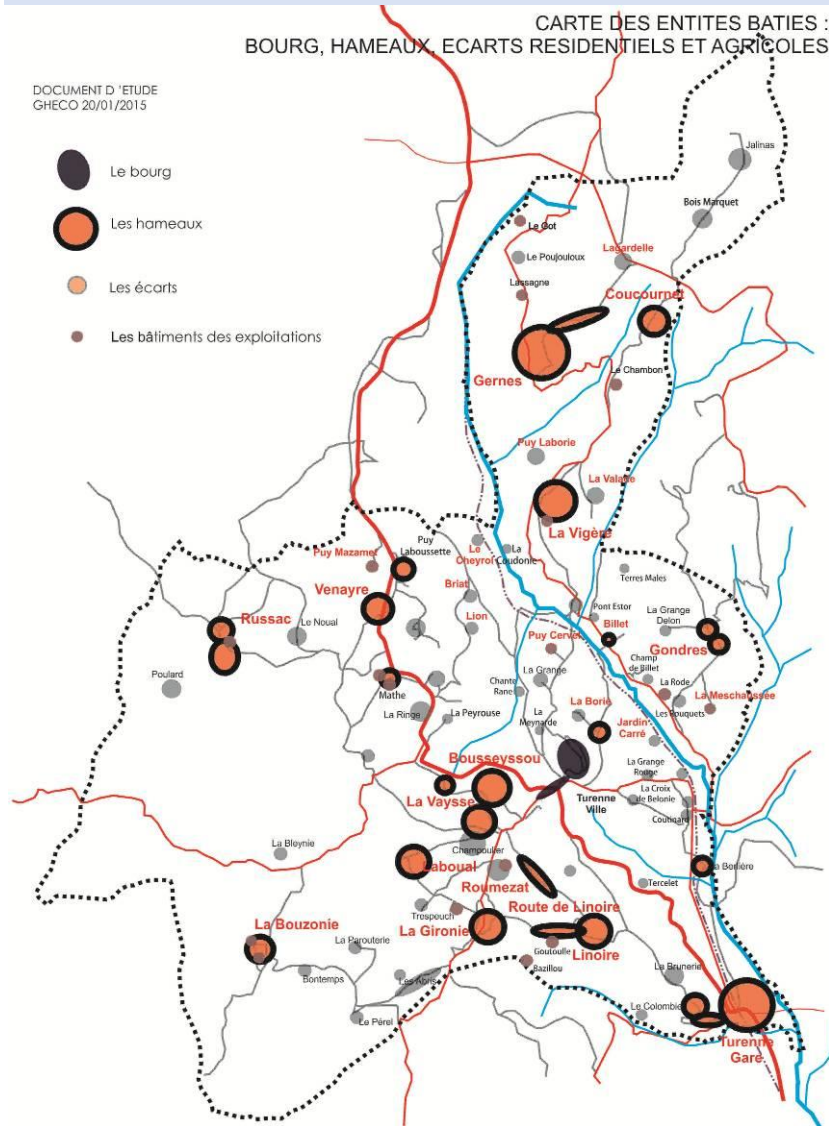 CARTE DES ENTITES BATIES :
BOURG, HAMEAUX, ECARTS RESIDENTIELS ET AGRICOLES
DOCUMENT D 'ETUDE
GHECO 20/01/2015
Le bourg
Les hameaux
Les écarts
Les bâtiments des exploitations
Jalinas
Bois Marquet
Le Got
Lagardelle
Le Poujouloux
Lassagne
Coucournet
Gernes
Le Chambon
Puy Laborie
La Valade
La Vigère
Puy
Laboussette
Puy Mazamet
Le
Cheyrol
La
Coudonie
Terres Males
Venayre
Briat
Pont Estor
La Grange
Delon
Russac
Le Noual
Lion
Billet
Puy Cervel
Gondres
Champ
de Billet
La Grange
Poulard
Mathe
Chante
Rane
La Rode
La Meschaussée
La Ringe
La Peyrouse
La
Meynarde
La Borie
Les Pouquets
Jardin
Carré
Bousseyssou
La Grange
Rouge
La Vaysse
Turenne
Ville
La Croix
de Belonie
Coutinard
La Bleynie
Champoulier
Laboual
La Borlière
Roumezat
Tercelet
Trespeuch
Route de Linoire
La Bouzonie
La Gironie
La Parouterie
Goutoulle
Linoire
Bontemps
Les Abris
Bazillou
La Brunerie
Le Pérel
Le Colombié
Turenne
Gare